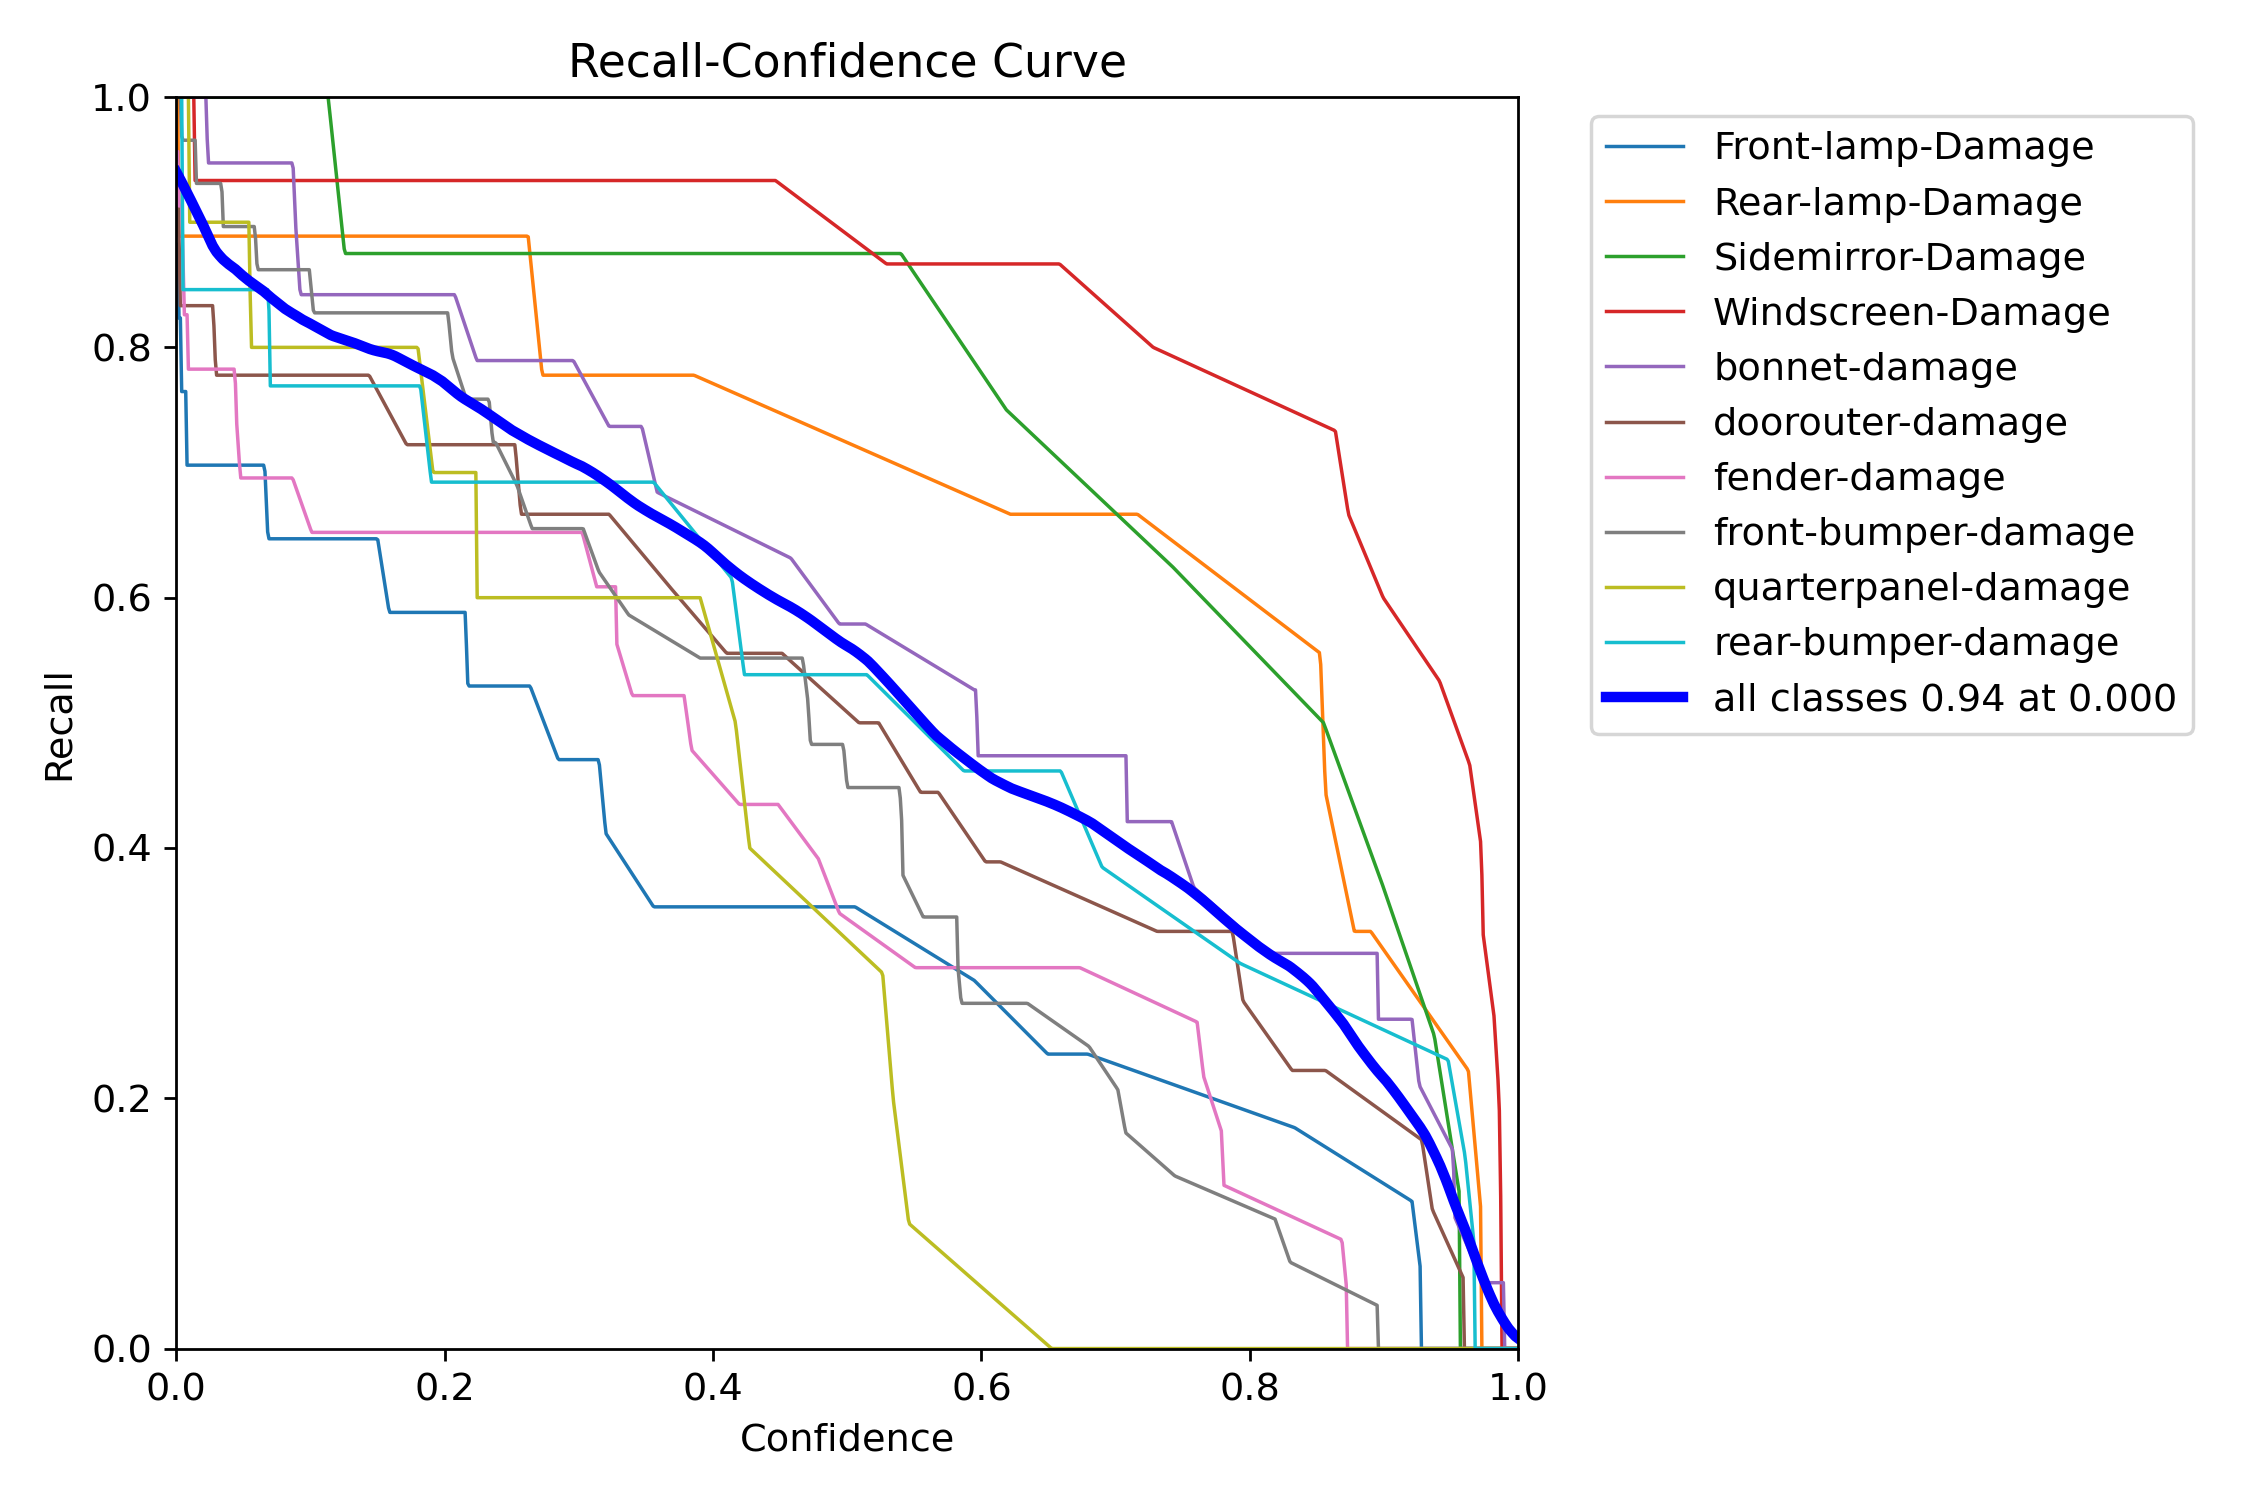 Recall-Confidence Curve
1.0
0.8
0.6
0.4
0.2
0.0
Recall
0.0 0.2 0.4 0.6 0.8 1.0
Confidence
Front-lamp-Damage
Rear-lamp-Damage
Sidemirror-Damage
Windscreen-Damage
bonnet-damage
doorouter-damage
fender-damage
front-bumper-damage
quarterpanel-damage
rear-bumper-damage
all classes 0.94 at 0.000